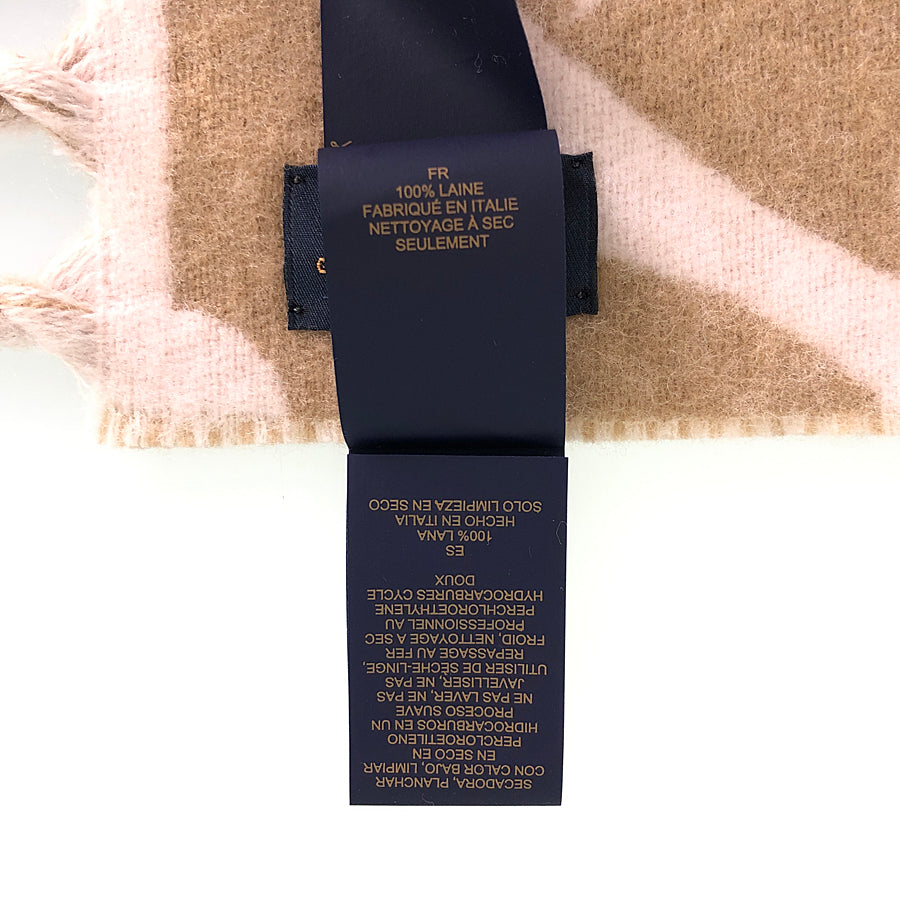 FR
100% LAINE
FABRIQUÉ EN ITALIE
NETTOYAGE À SEC
SEULEMENT
SECADORA, PLANCHAR
CON CALOR BAJO, LIMPIAR
EN SECO EN
PERCLOROETILENO
HIDROCARBUROS EN UN
PROCESO SUAVE
NE PAS LAVER, NE PAS
JAVELLISER, NE PAS
UTILISER DE SÈCHE-LINGE,
REPASSAGE AU FER
FROID, NETTOYAGE A SEC
PROFESSIONNEL AU
PERCHLOROETHYLENE
HYDROCARBURES CYCLE
DOUX
ES
100% LANA
HECHO EN ITALIA
SOLO LIMPIEZA EN SECO